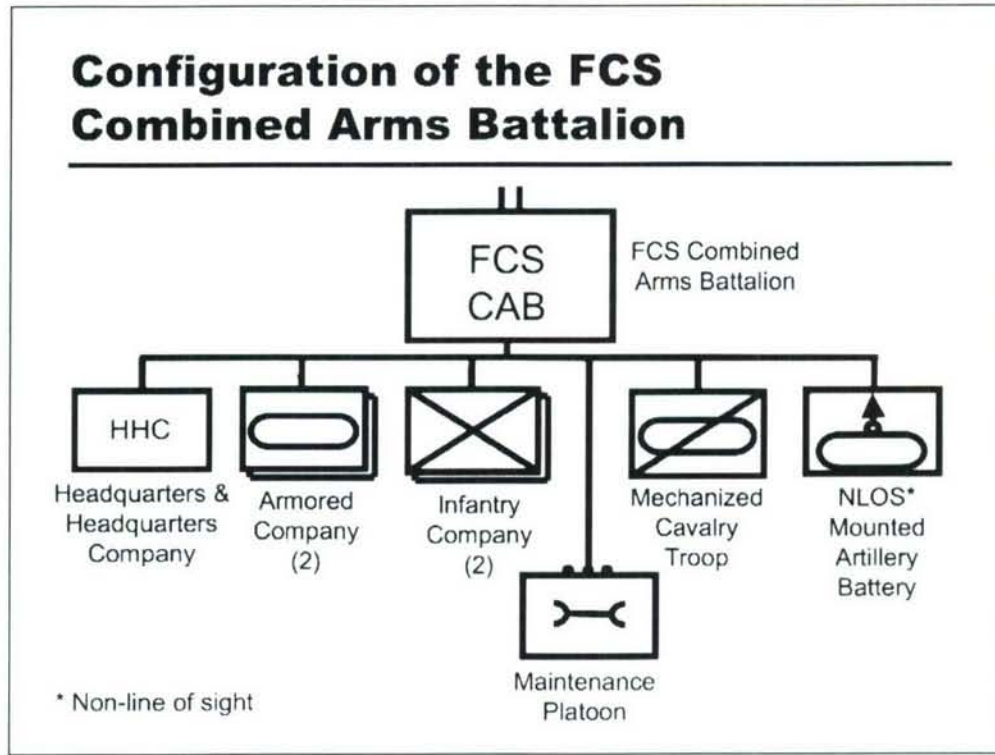 Configuration of the FCS
Combined Arms Battalion
FCS
CAB
FCS Combined
Arms Battalion
HHC
Headquarters &
Headquarters
Company
Armored
Company
(2)
Infantry
Company
(2)
Mechanized
Cavalry
Troop
NLOS*
Mounted
Artillery
Battery
Maintenance
Platoon
* Non-line of sight